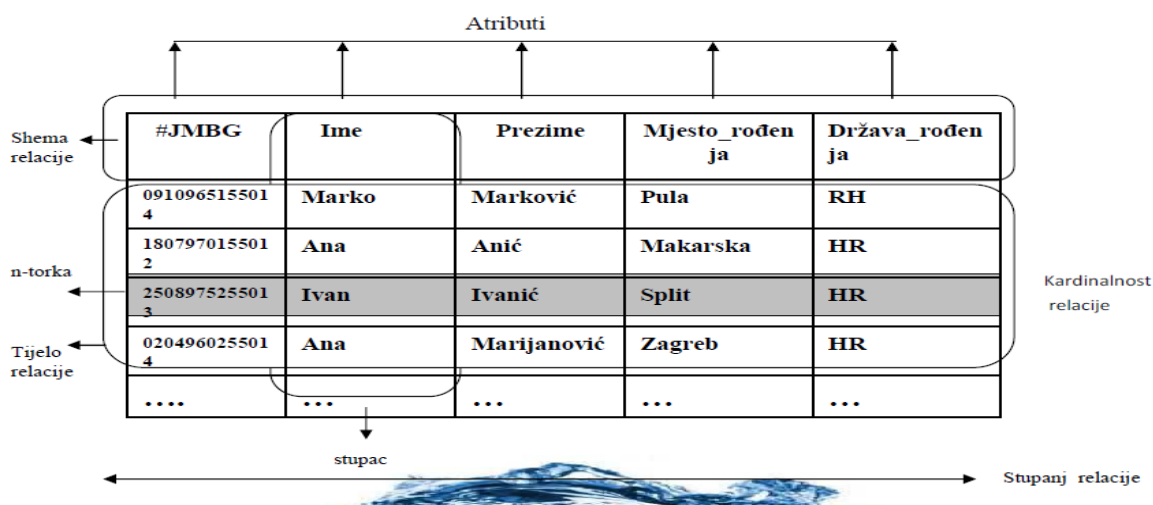 Atributi
Shema
relacije
#JMBG Ime Prezime Mjesto_rođen Država_rođen
ja ja
091096515501 Marko Marković Pula RH
4
180797015501 Ana Anić Makarska HR
2
n-torka
250897525501 Ivan Ivanić Split HR
3
Kardinalnost
relacije
020496025501 Ana Marijanović Zagreb HR
4
Tijelo
relacije
.... ... ... ... ...
stupac
Stupanj relacije